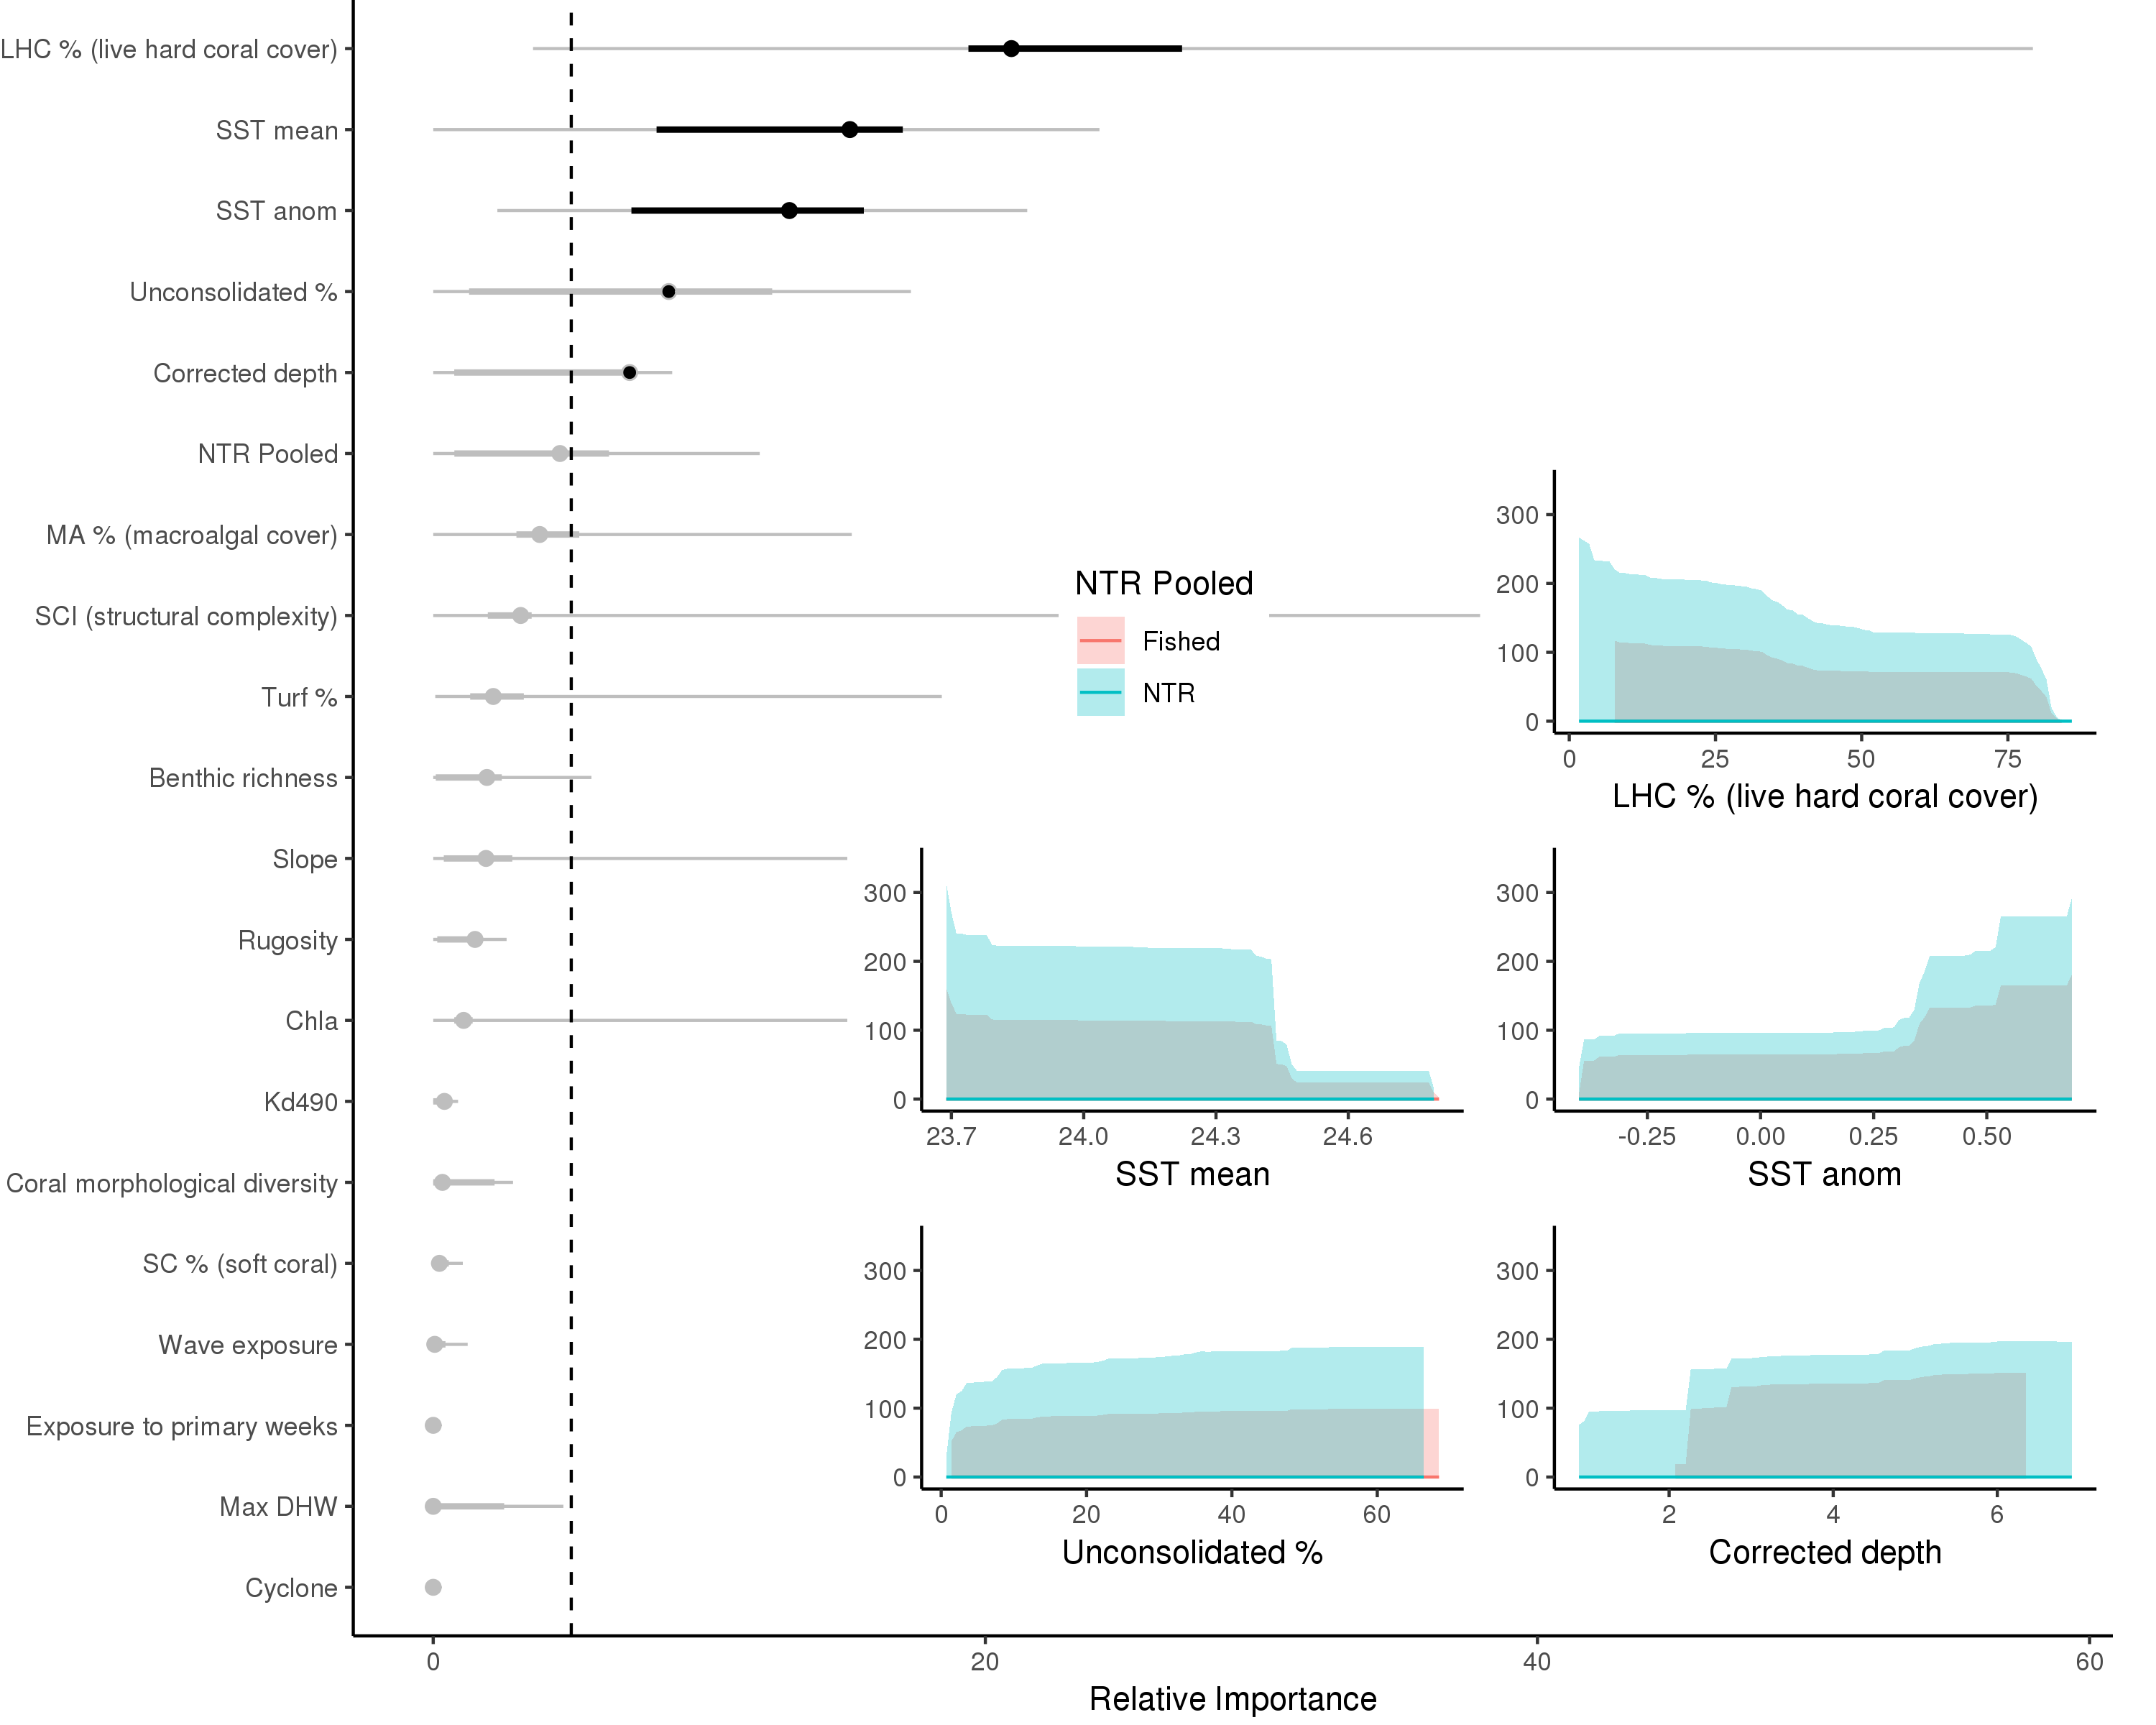 LHC % (live hard coral cover)
SST mean
SST anom
Unconsolidated %
Corrected depth
NTR Pooled
MA % (macroalgal cover)
SCI (structural complexity)
Turf %
Benthic richness
Slope
Rugosity
Chla
Kd490
Coral morphological diversity
SC % (soft coral)
Wave exposure
Exposure to primary weeks
Max DHW
Cyclone
0 20 40 60
Relative Importance
NTR Pooled
Fished
NTR
300
200
100
0
0 25 50 75
LHC % (live hard coral cover)
300
200
100
0
23.7 24.0 24.3 24.6
SST mean
300
200
100
0
-0.25 0.00 0.25 0.50
SST anom
300
200
100
0
0 20 40 60
Unconsolidated %
300
200
100
0
2 4 6
Corrected depth